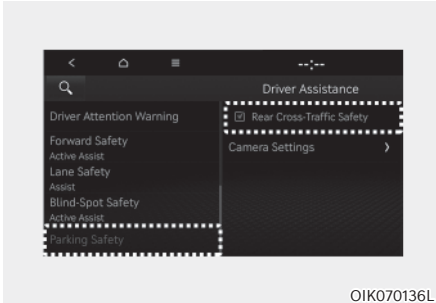 --:--
Driver Assistance
Driver Attention Warning
Forward Safety
Active Assist
Lane Safety
Assist
Blind-Spot Safety
Active Assist
Parking Safety
Rear Cross-Traffic Safety
Camera Settings
OIK070136L